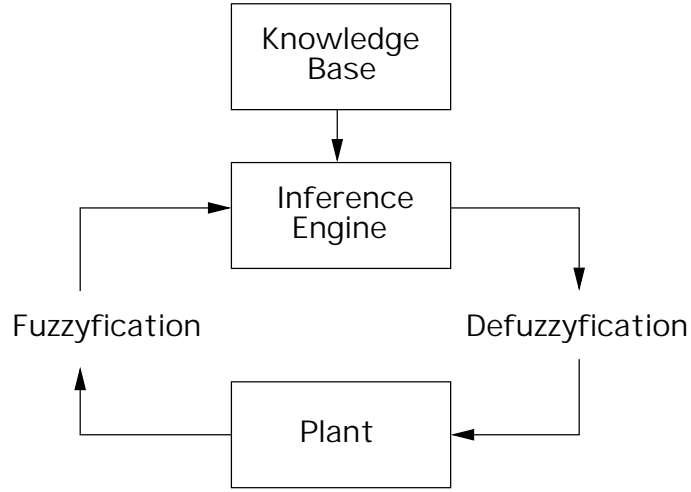 Knowledge
Base
Inference
Engine
Fuzzyfication
Defuzzyfication
Plant